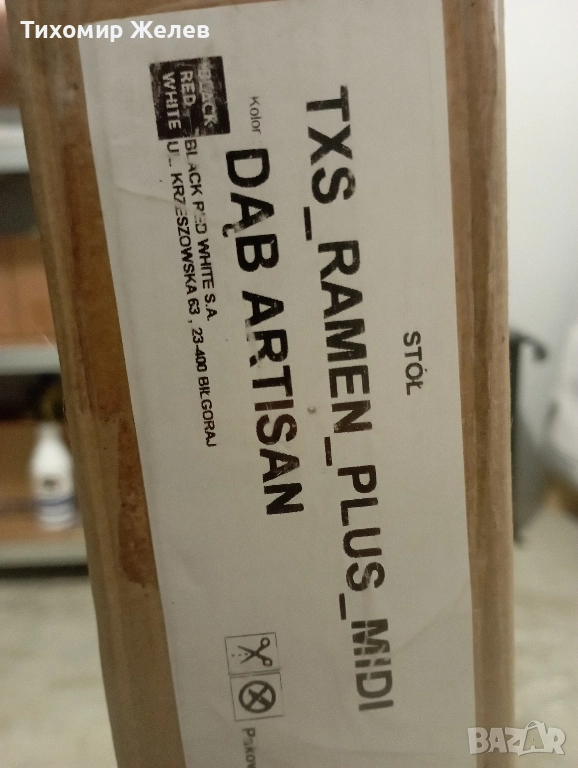 Тихомир Желев
STÓŁ
TXS_RAMEN_PLUS_MIDI
Kolor
DĄB ARTISAN
BLACK
RED
WHITE
BLACK RED WHITE S.A.
UL. KRZESZOWSKA 63 , 23-400 BIŁGORAJ
BAZAR